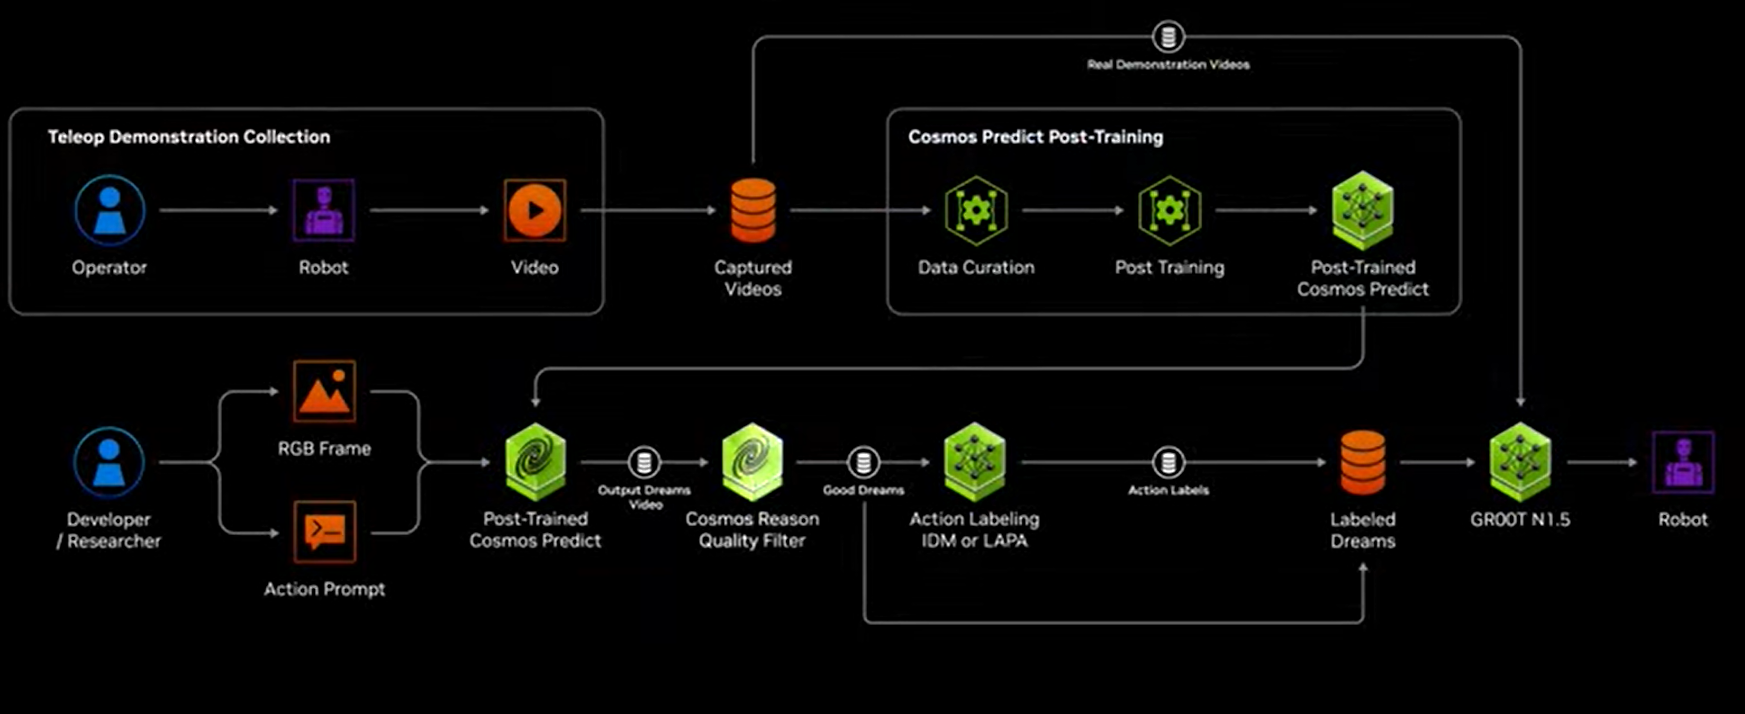 Real Demonstration Videos
Teleop Demonstration Collection
Cosmos Predict Post-Training
Operator
Robot
Video
Captured
Videos
Data Curation
Post Training
Post-Trained
Cosmos Predict
RGB Frame
Developer
/ Researcher
Action Prompt
Post-Trained
Cosmos Predict
Output Dreams
Video
Cosmos Reason
Quality Filter
Good Dreams
Action Labeling
IDM or LAPA
Action Labels
Labeled
Dreams
GR00T N1.5
Robot